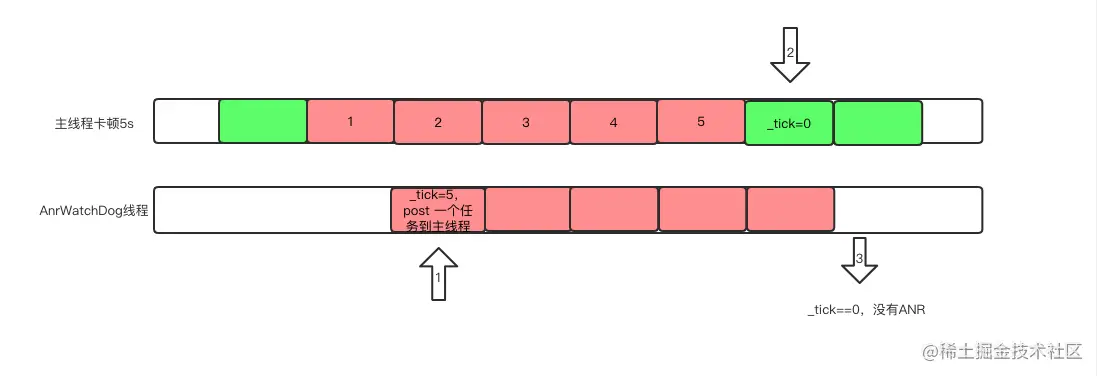 2
主线程卡顿5s
1
2
3
4
5
_tick=0
AnrWatchDog线程
_tick=5，
post 一个任
务到主线程
1
3
_tick==0，没有ANR
@稀土掘金技术社区